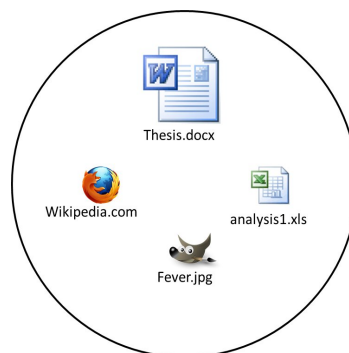 W
Thesis.docx
Wikipedia.com
analysis1.xls
Fever.jpg